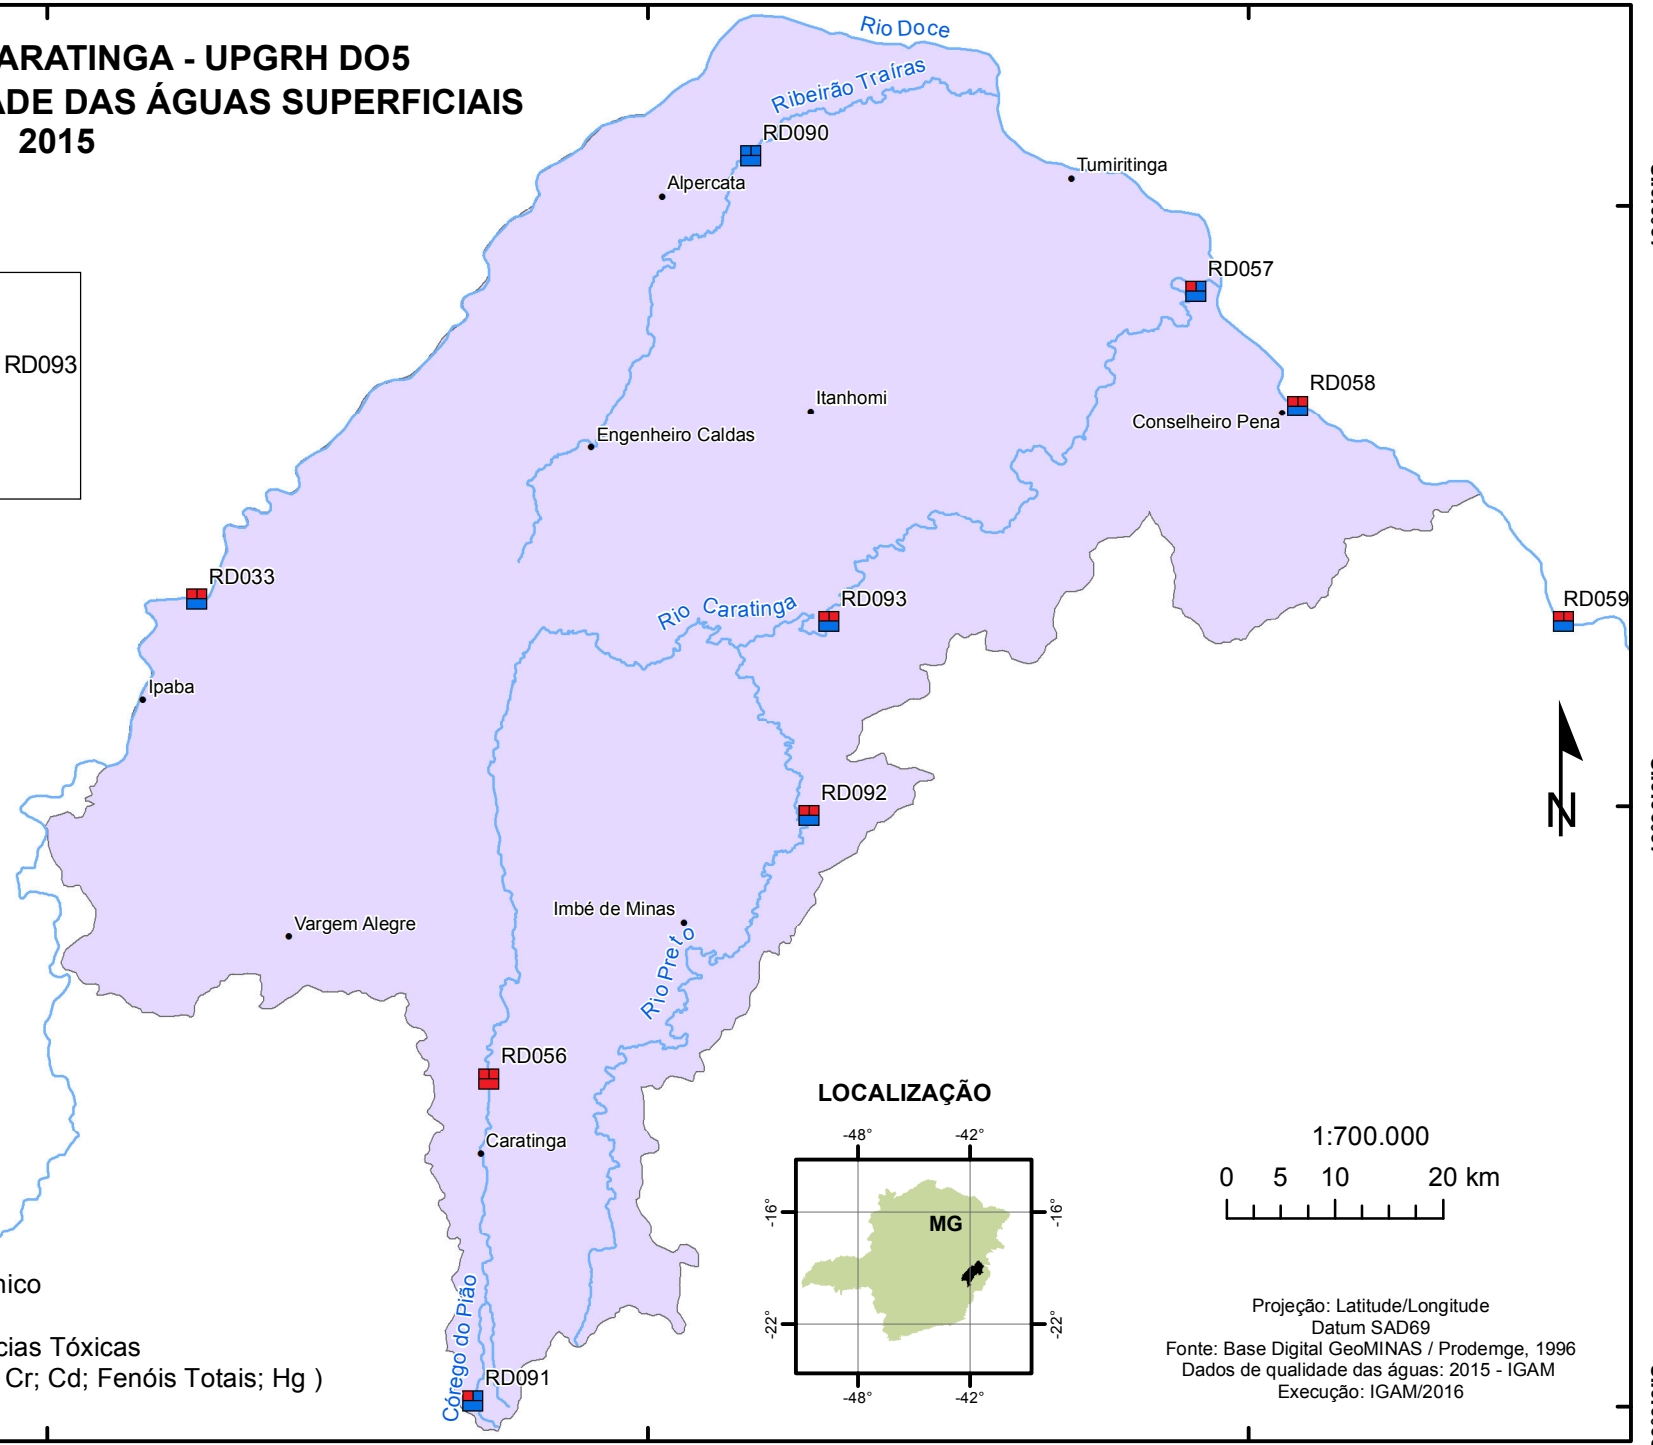 ARATINGA - UPGRH DO5
ADE DAS ÁGUAS SUPERFICIAIS
2015
Rio Doce
Ribeirão Traíras
RD090
Alpercata
Tumiritinga
RD057
RD093
RD058
Itanhomi
Conselheiro Pena
Engenheiro Caldas
RD033
Rio Caratinga
RD093
RD059
Ipaba
RD092
N
Imbé de Minas
Vargem Alegre
Rio Preto
RD056
Caratinga
LOCALIZAÇÃO
-48° -42°
-16° MG -16°
-22° -22°
-48° -42°
1:700.000
0 5 10 20 km
nico
cias Tóxicas
Cr; Cd; Fenóis Totais; Hg )
Córrego do Pião
RD091
Projeção: Latitude/Longitude
Datum SAD69
Fonte: Base Digital GeoMINAS / Prodemge, 1996
Dados de qualidade das águas: 2015 - IGAM
Execução: IGAM/2016